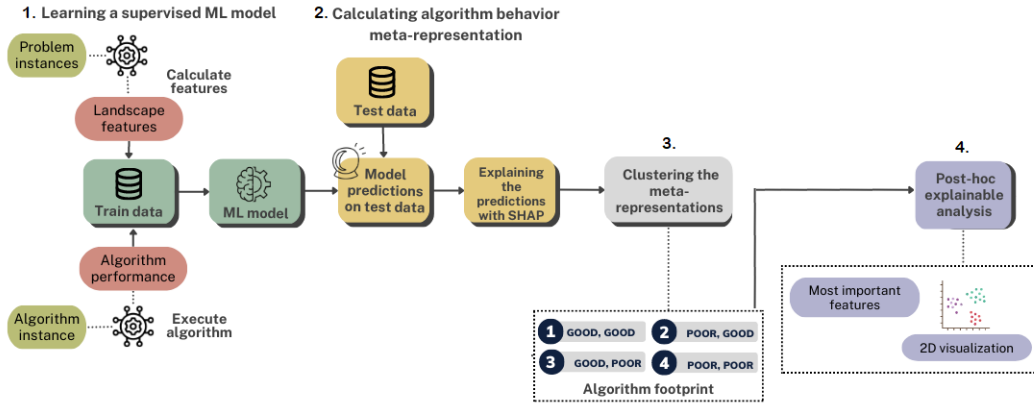 1. Learning a supervised ML model
Problem
instances
Calculate
features
Landscape
features
Train data
ML model
Algorithm
performance
Algorithm
instance
Execute
algorithm
2. Calculating algorithm behavior
meta-representation
Test data
Model
predictions
on test data
Explaining
the
predictions
with SHAP
3.
Clustering the
meta-
representations
1 GOOD, GOOD
2 POOR, GOOD
3 GOOD, POOR
4 POOR, POOR
Algorithm footprint
4.
Post-hoc
explainable
analysis
Most important
features
2D visualization